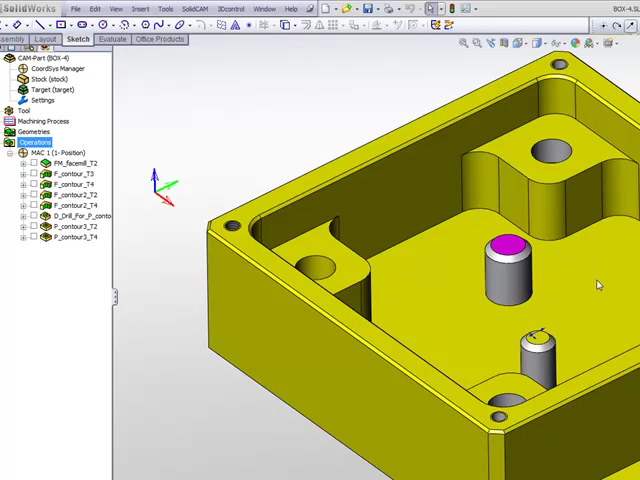 SolidWorks File Edit View Insert Tools SolidCAM 3Dconnexion Window Help BOX-4.SL
ssembly Layout Sketch Evaluate Office Products
CAM-Part (BOX-4)
CoordSys Manager
Stock (stock)
Target (target)
Settings
Tool
Machining Process
Geometries
Operations
MAC 1 (1- Position)
FM_facemill_T2
F_contour_T3
F_contour_T4
F_contour2_T2
F_contour2_T4
D_Drill_For_P_conto
P_contour3_T2
P_contour3_T4